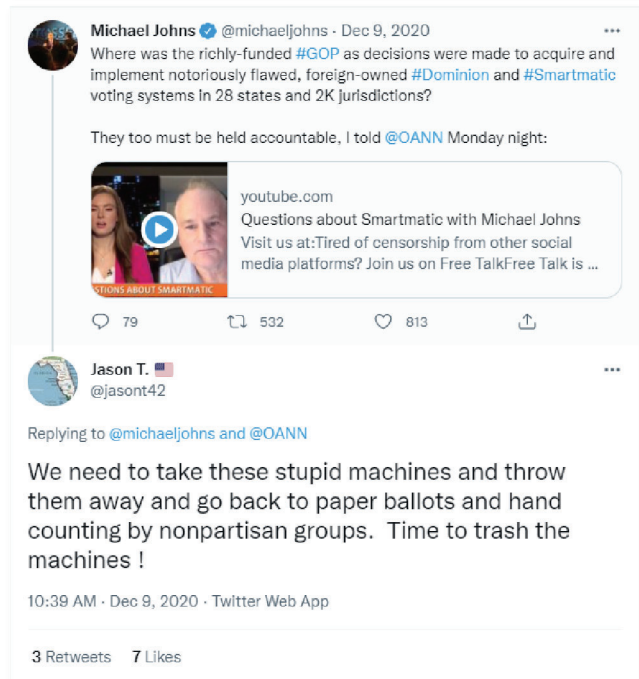 Michael Johns @michaeljohns · Dec 9, 2020
Where was the richly-funded #GOP as decisions were made to acquire and
implement notoriously flawed, foreign-owned #Dominion and #Smartmatic
voting systems in 28 states and 2K jurisdictions?
They too must be held accountable, I told @OANN Monday night:
STIONS ABOUT SMARTMATIC
youtube.com
Questions about Smartmatic with Michael Johns
Visit us at:Tired of censorship from other social
media platforms? Join us on Free TalkFree Talk is ...
79 532 813
Jason T.
@jasont42
Replying to @michaeljohns and @OANN
We need to take these stupid machines and throw
them away and go back to paper ballots and hand
counting by nonpartisan groups. Time to trash the
machines !
10:39 AM · Dec 9, 2020 · Twitter Web App
3 Retweets 7 Likes